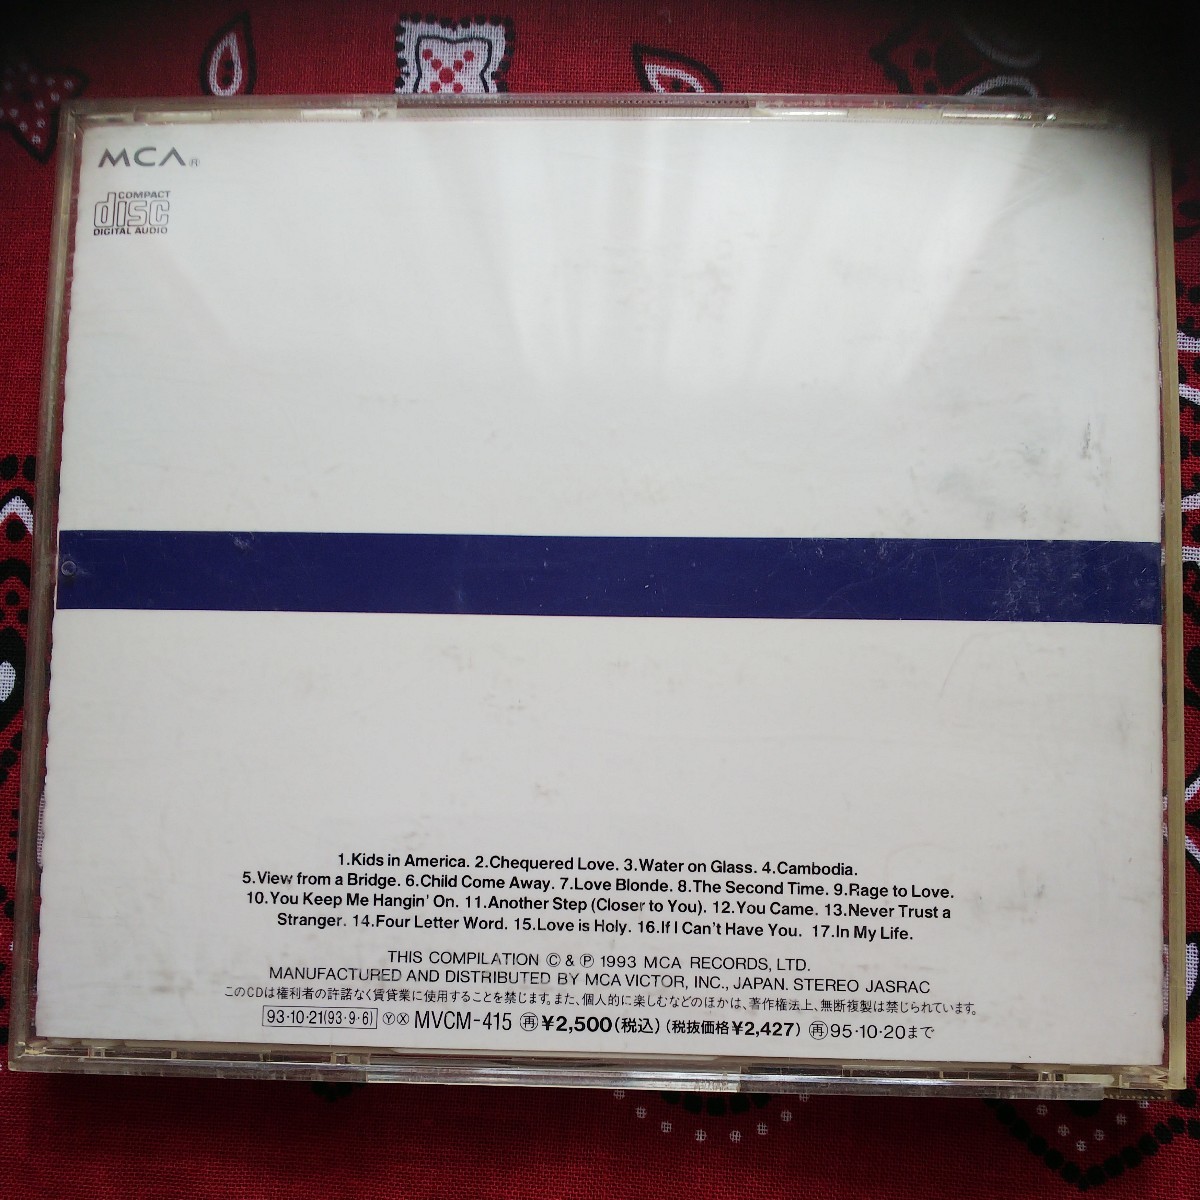 MCA®
COMPACT
disc
DIGITAL AUDIO
1.Kids in America. 2.Chequered Love. 3.Water on Glass. 4.Cambodia.
5.View from a Bridge. 6.Child Come Away. 7.Love Blonde. 8.The Second Time. 9.Rage to Love.
10.You Keep Me Hangin' On. 11.Another Step (Closer to You). 12.You Came. 13.Never Trust a
Stranger. 14.Four Letter Word. 15.Love is Holy. 16.If I Can't Have You. 17.In My Life.
THIS COMPILATION © & ℗ 1993 MCA RECORDS, LTD.
MANUFACTURED AND DISTRIBUTED BY MCA VICTOR, INC., JAPAN. STEREO JASRAC
このCDは権利者の許諾なく賃貸業に使用することを禁じます。また、個人的に楽しむなどのほかは、著作権法上、無断複製は禁じられています。
93·10·21(93·9·6) Ⓨⓧ MVCM-415 ㊢¥2,500(税込)(税抜価格¥2,427) 再95·10·20まで